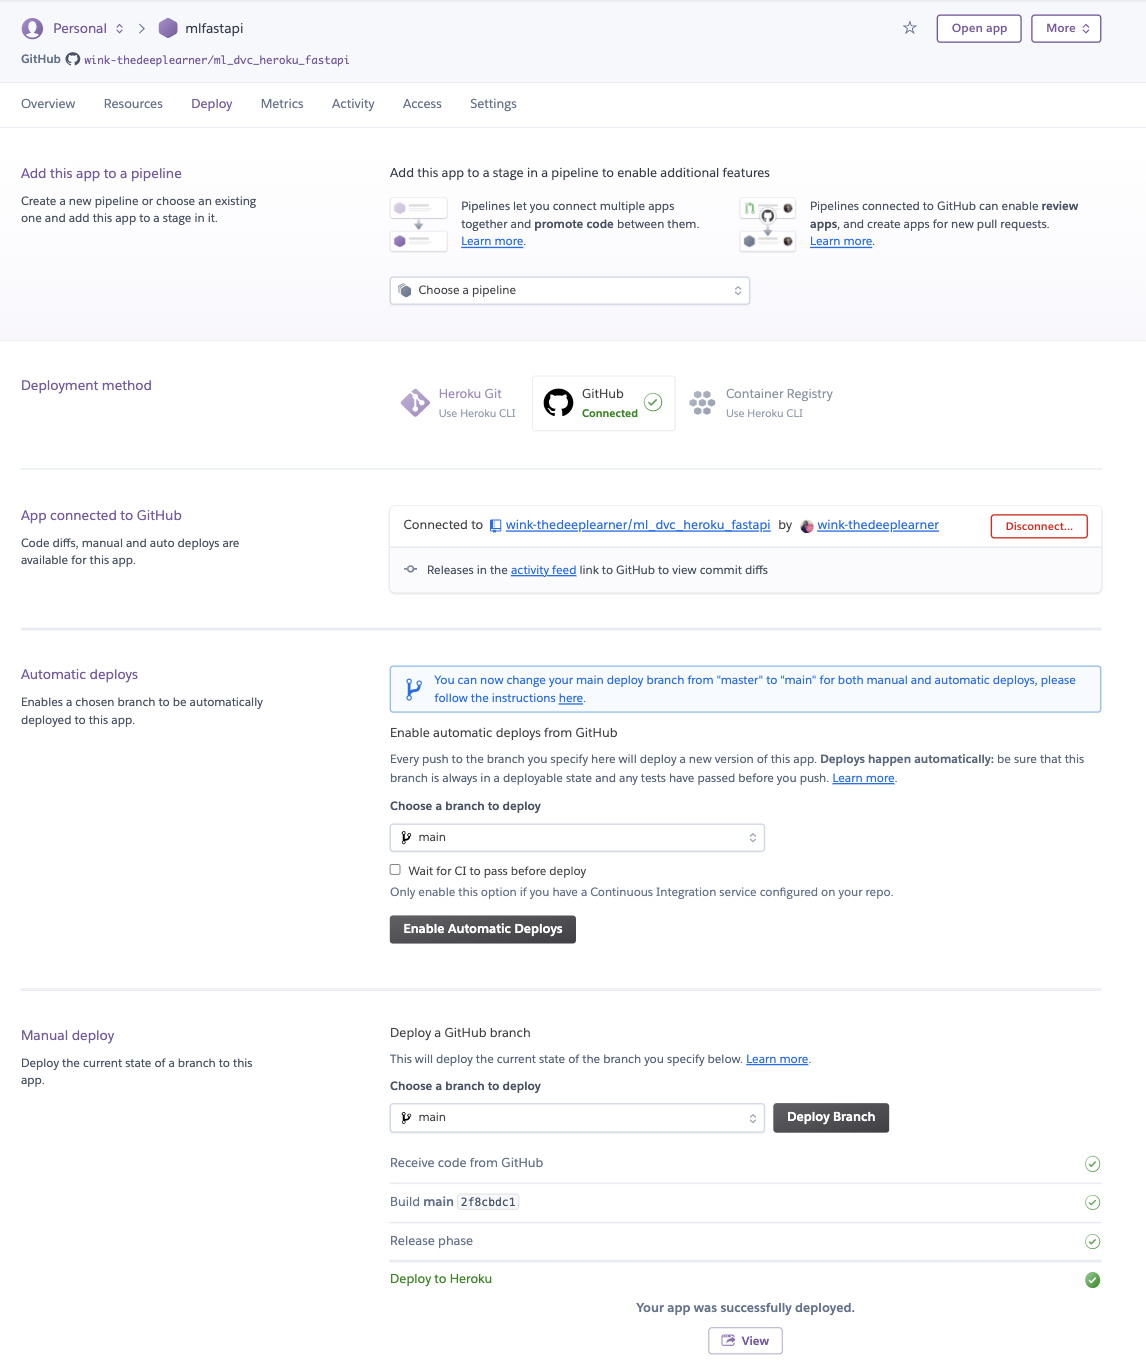 Personal
mlfastapi
Open app
More
GitHub wink-thedeeplearner/ml_dvc_heroku_fastapi
Overview
Resources
Deploy
Metrics
Activity
Access
Settings
Add this app to a pipeline
Create a new pipeline or choose an existing
one and add this app to a stage in it.
Add this app to a stage in a pipeline to enable additional features
Pipelines let you connect multiple apps
together and promote code between them.
Learn more.
Pipelines connected to GitHub can enable review
apps, and create apps for new pull requests.
Learn more.
Choose a pipeline
Deployment method
Heroku Git
Use Heroku CLI
GitHub
Connected
Container Registry
Use Heroku CLI
App connected to GitHub
Code diffs, manual and auto deploys are
available for this app.
Connected to wink-thedeeplearner/ml_dvc_heroku_fastapi by wink-thedeeplearner
Disconnect...
Releases in the activity feed link to GitHub to view commit diffs
Automatic deploys
Enables a chosen branch to be automatically
deployed to this app.
You can now change your main deploy branch from "master" to "main" for both manual and automatic deploys, please
follow the instructions here.
Enable automatic deploys from GitHub
Every push to the branch you specify here will deploy a new version of this app. Deploys happen automatically: be sure that this
branch is always in a deployable state and any tests have passed before you push. Learn more.
Choose a branch to deploy
main
Wait for CI to pass before deploy
Only enable this option if you have a Continuous Integration service configured on your repo.
Enable Automatic Deploys
Manual deploy
Deploy the current state of a branch to this
app.
Deploy a GitHub branch
This will deploy the current state of the branch you specify below. Learn more.
Choose a branch to deploy
main
Deploy Branch
Receive code from GitHub
Build main 2f8cbdc1
Release phase
Deploy to Heroku
Your app was successfully deployed.
View